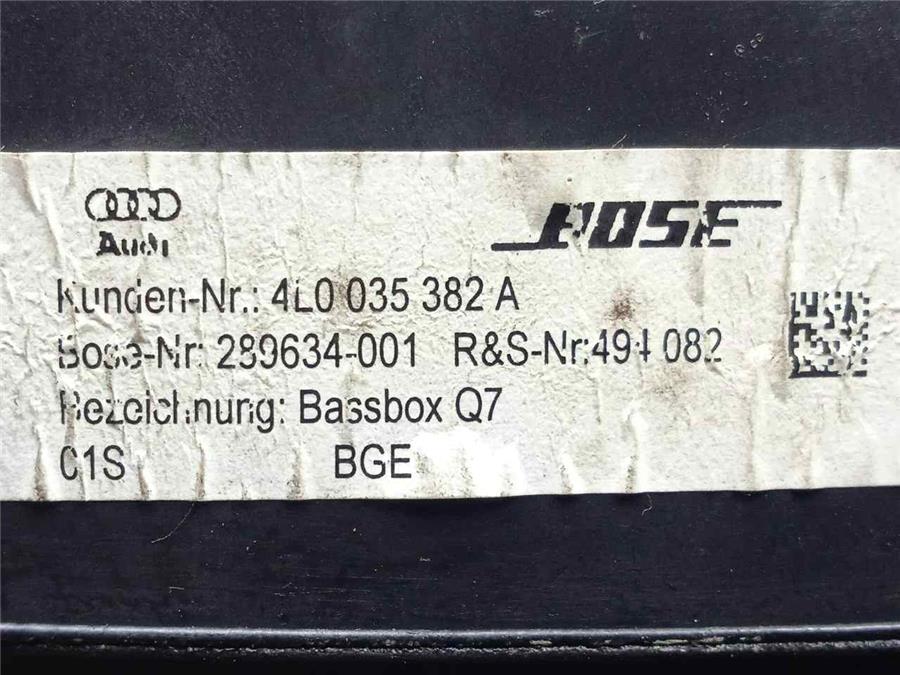 Audi
BOSE
Kunden-Nr.: 4L0 035 382 A
Bose-Nr: 289634-001 R&S-Nr:494 082
Bezeichnung: Bassbox Q7
C1S BGE